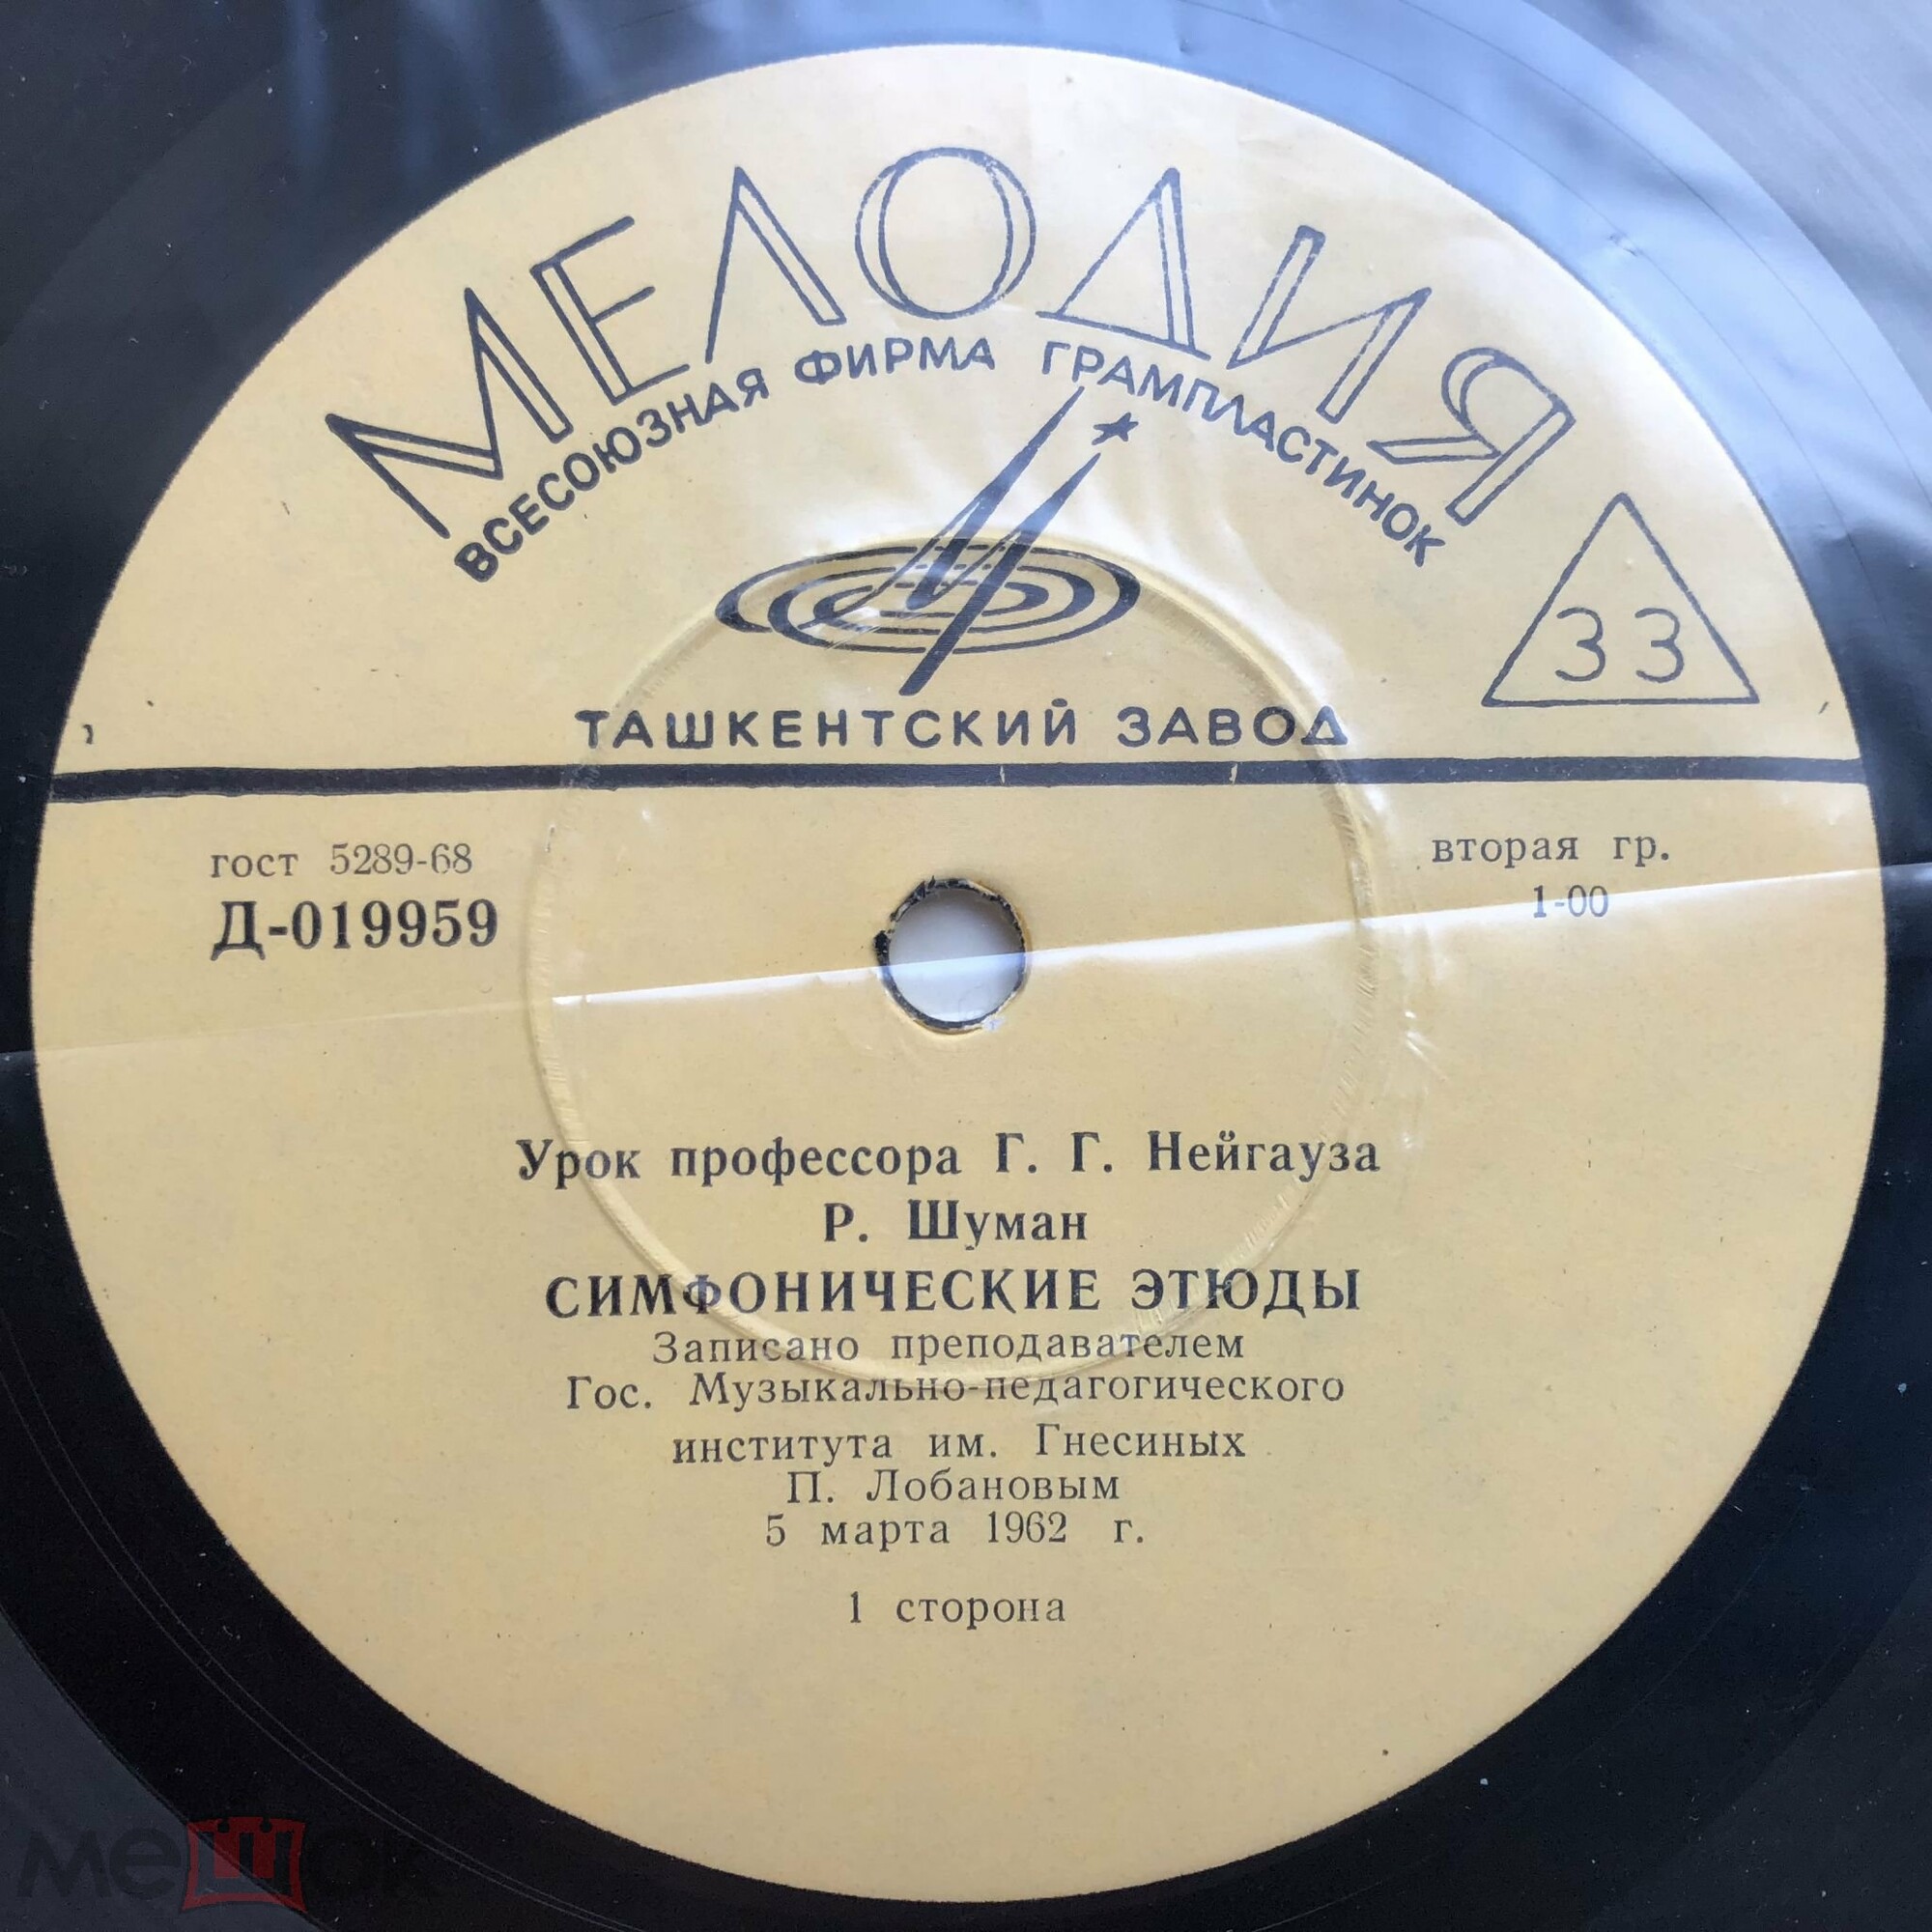 МЕЛОДИЯ
ВСЕСОЮЗНАЯ ФИРМА ГРАМПЛАСТИНОК
33
ТАШКЕНТСКИЙ ЗАВОД
гост 5289-68
вторая гр.
Д-019959
1-00
Урок профессора Г. Г. Нейгауза
Р. Шуман
СИМФОНИЧЕСКИЕ ЭТЮДЫ
Записано преподавателем
Гос. Музыкально-педагогического
института им. Гнесиных
П. Лобановым
5 марта 1962 г.
1 сторона
мешок